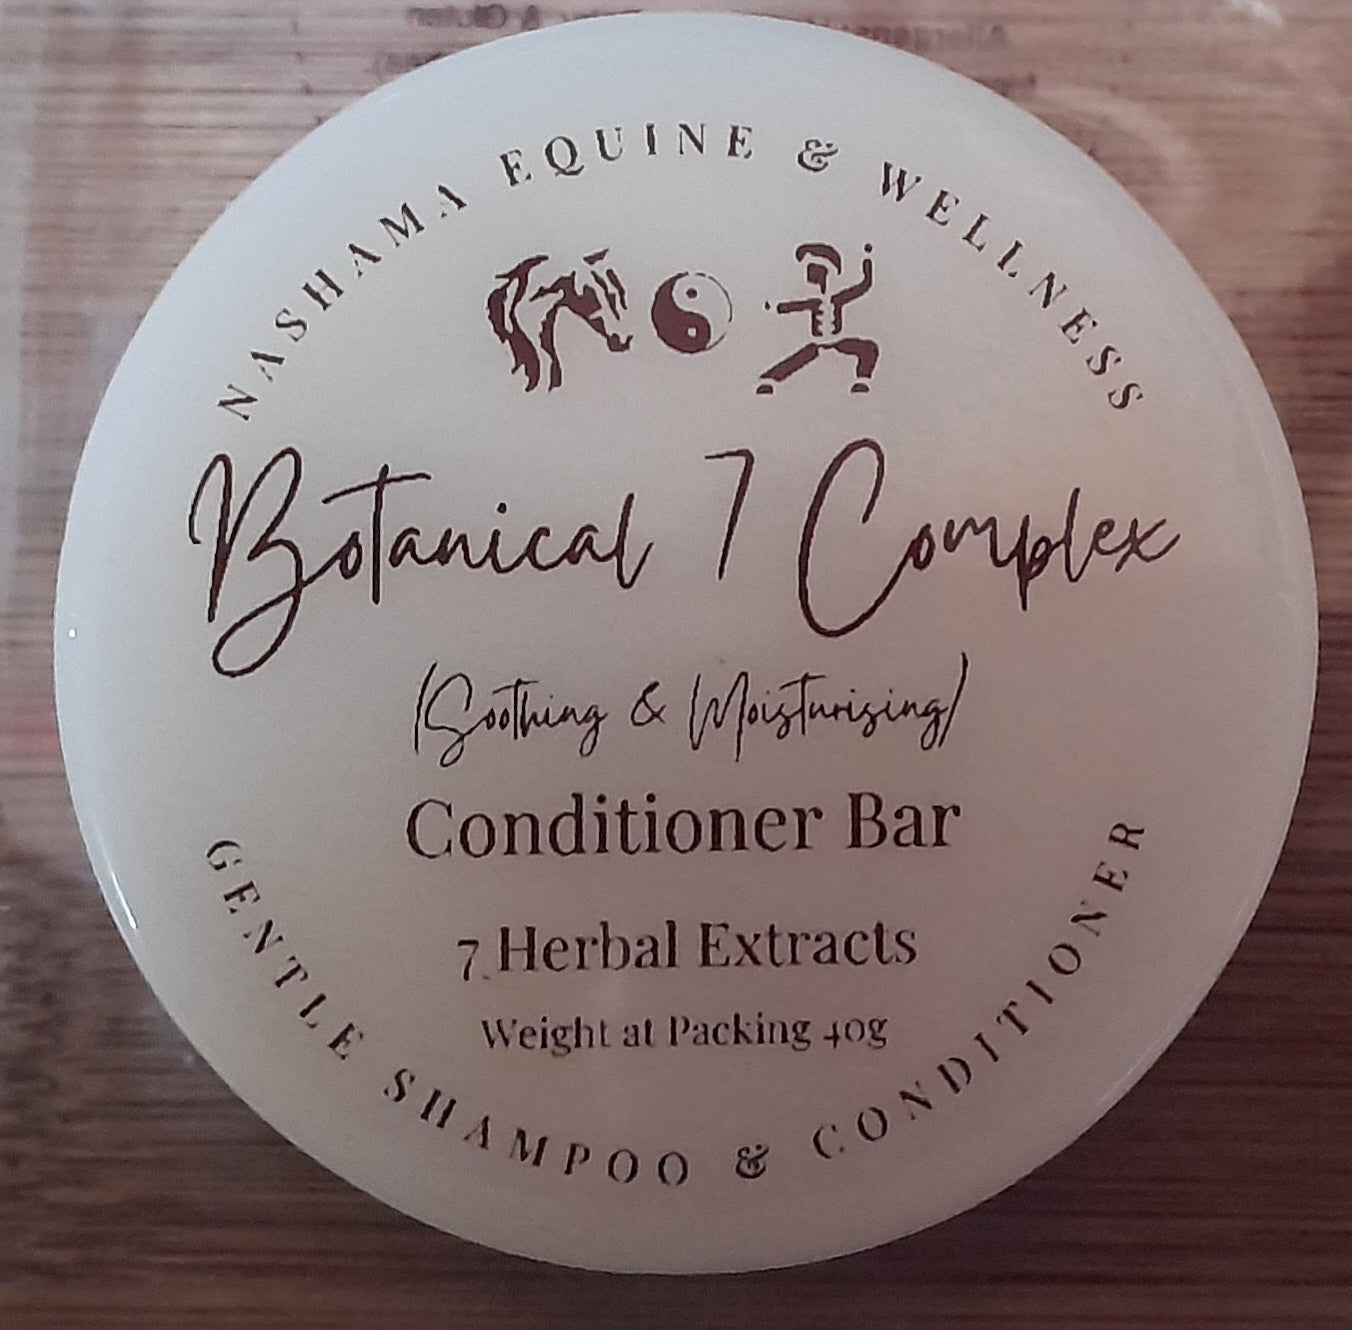 & Gluten
NASHAMA EQUINE & WELLNESS
Botanical 7 Complex
(Soothing & Moisturising)
Conditioner Bar
7 Herbal Extracts
Weight at Packing 40g
GENTLE SHAMPOO & CONDITIONER